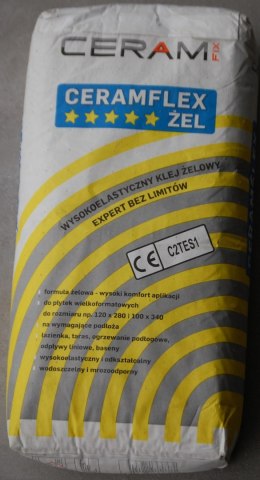 CERAM FIX
CERAMFLEX
ŻEL
WYSOKOELASTYCZNY KLEJ ŻELOWY
EXPERT BEZ LIMITÓW
CE C2TES1
formuła żelowa - wysoki komfort aplikacji
do płytek wielkoformatowych
do rozmiaru np. 120 x 280 i 100 x 340
na wymagające podłoża
łazienka, taras, ogrzewanie podłogowe,
odpływy liniowe, baseny
wysokoelastyczny i odkształcalny
wodoszczelny i mrozoodporny